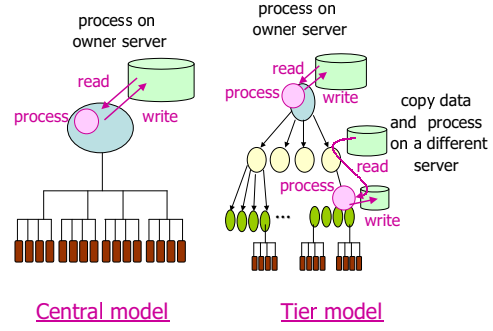 process on
owner server
read
process
write
process on
owner server
read
process
write
copy data
and process
on a different
server
read
process
write
...
Central model
Tier model